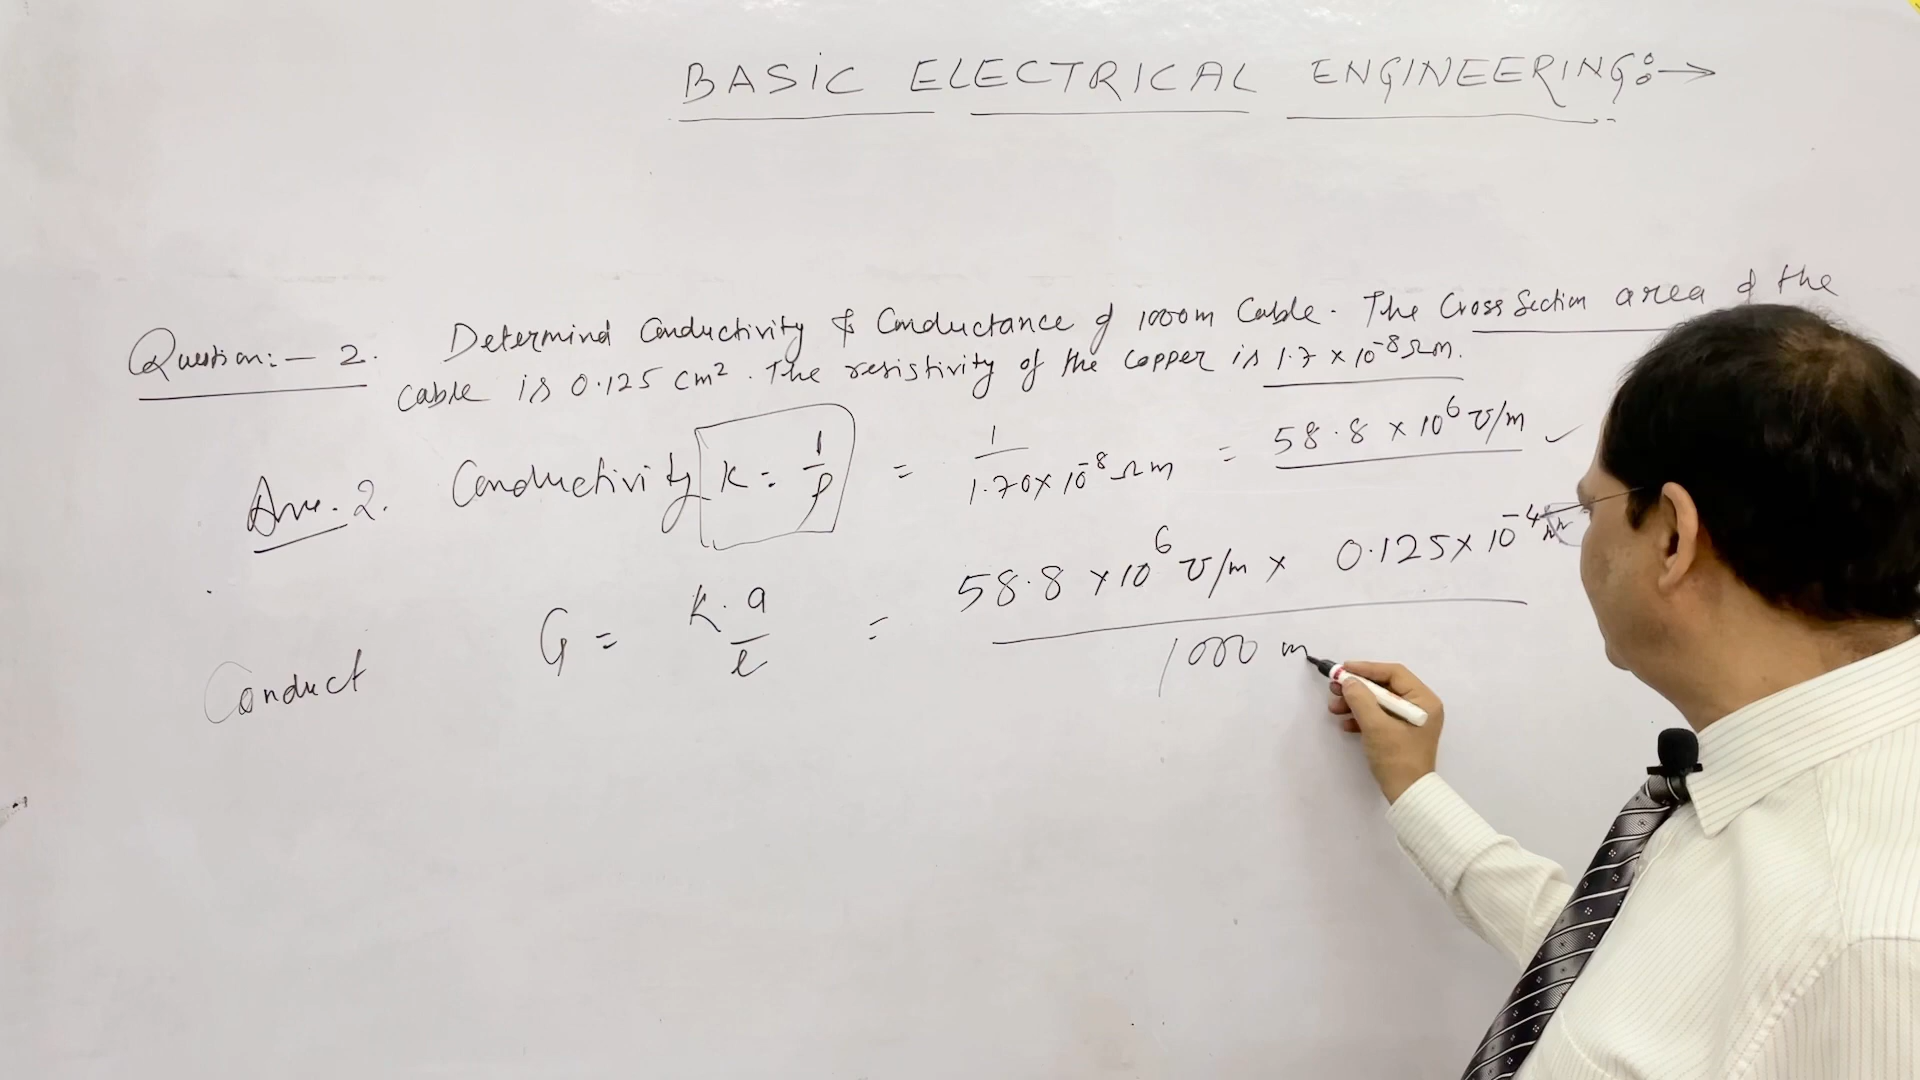 BASIC ELECTRICAL ENGINEERING:→
Question:- 2. Determind Conductivity & Conductance of 1000m Cable. The Cross Section area of the
cable is 0.125 cm². The resistivity of the copper is 1.7 × 10⁻⁸ Ωm.
Ans. 2. Conductivity K = 1/ρ = 1/1.70 × 10⁻⁸ Ωm = 58.8 × 10⁶ ℧/m ✓
Conduct G = K.a/l = 58.8 × 10⁶ ℧/m × 0.125 × 10⁻⁴ / 1000 m